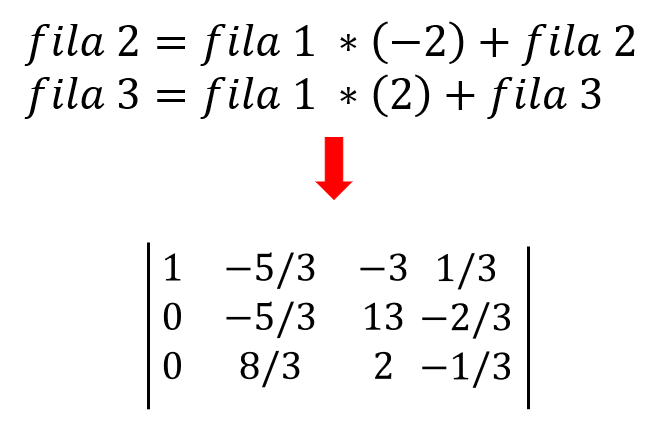 fila 2 = fila 1 * (−2) + fila 2
fila 3 = fila 1 * (2) + fila 3
1 −5/3 −3 1/3
0 −5/3 13 −2/3
0 8/3 2 −1/3